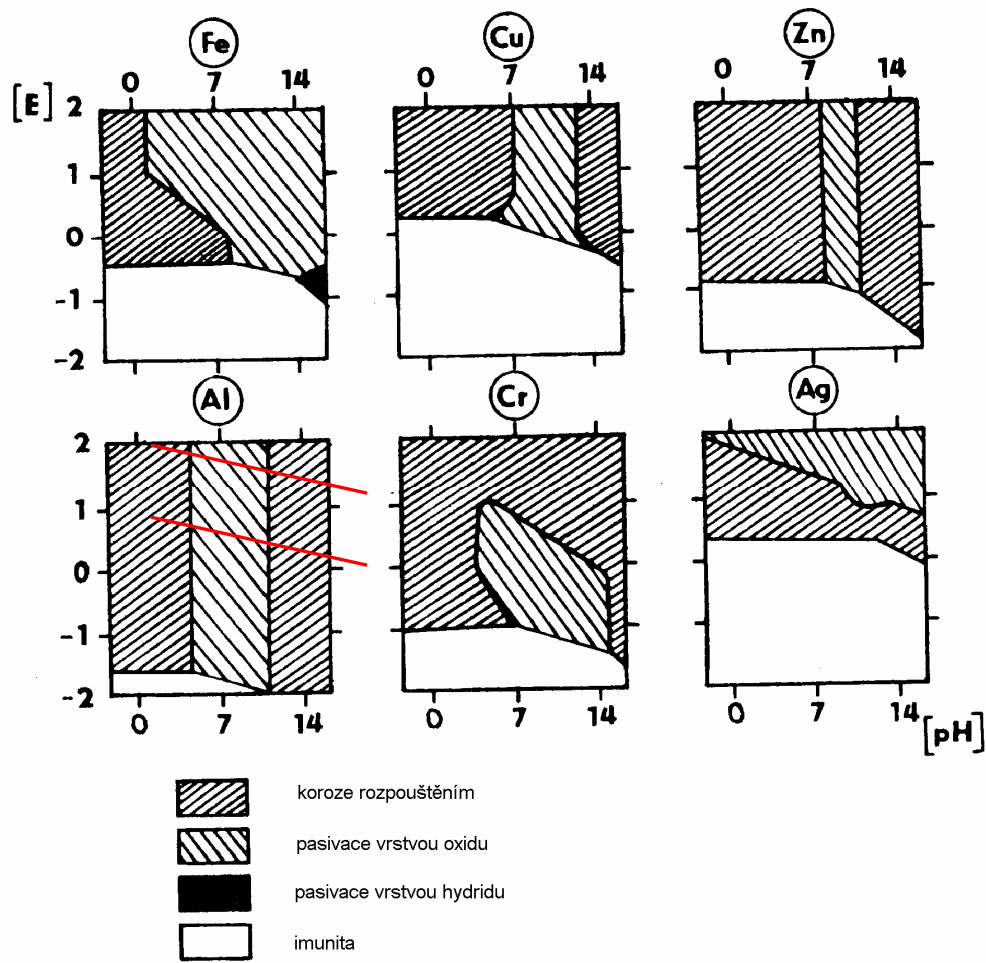 Fe Cu Zn
0 7 14 0 7 14 0 7 14
[E] 2
1
0
-1
-2
Al Cr Ag
2
1
0
-1
-2
0 7 14 0 7 14 0 7 14 [pH]
koroze rozpouštěním
pasivace vrstvou oxidu
pasivace vrstvou hydridu
imunita